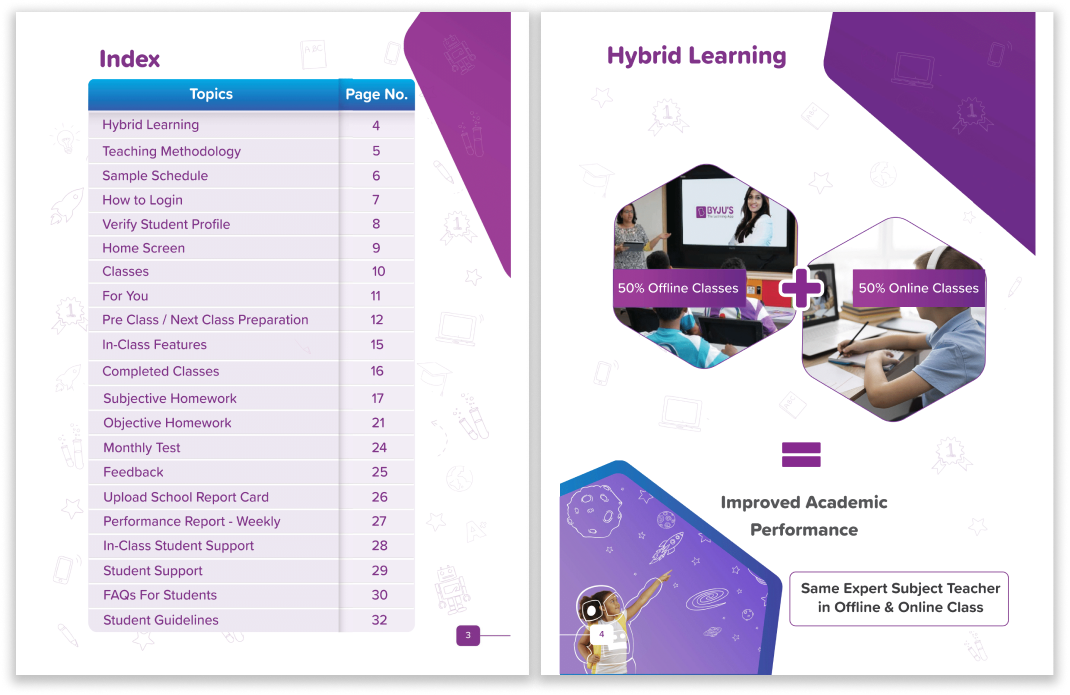 Index
Topics Page No.
Hybrid Learning 4
Teaching Methodology 5
Sample Schedule 6
How to Login 7
Verify Student Profile 8
Home Screen 9
Classes 10
For You 11
Pre Class / Next Class Preparation 12
In-Class Features 15
Completed Classes 16
Subjective Homework 17
Objective Homework 21
Monthly Test 24
Feedback 25
Upload School Report Card 26
Performance Report - Weekly 27
In-Class Student Support 28
Student Support 29
FAQs For Students 30
Student Guidelines 32
3
Hybrid Learning
BYJU'S
The Learning App
50% Offline Classes
50% Online Classes
Improved Academic
Performance
Same Expert Subject Teacher
in Offline & Online Class
4